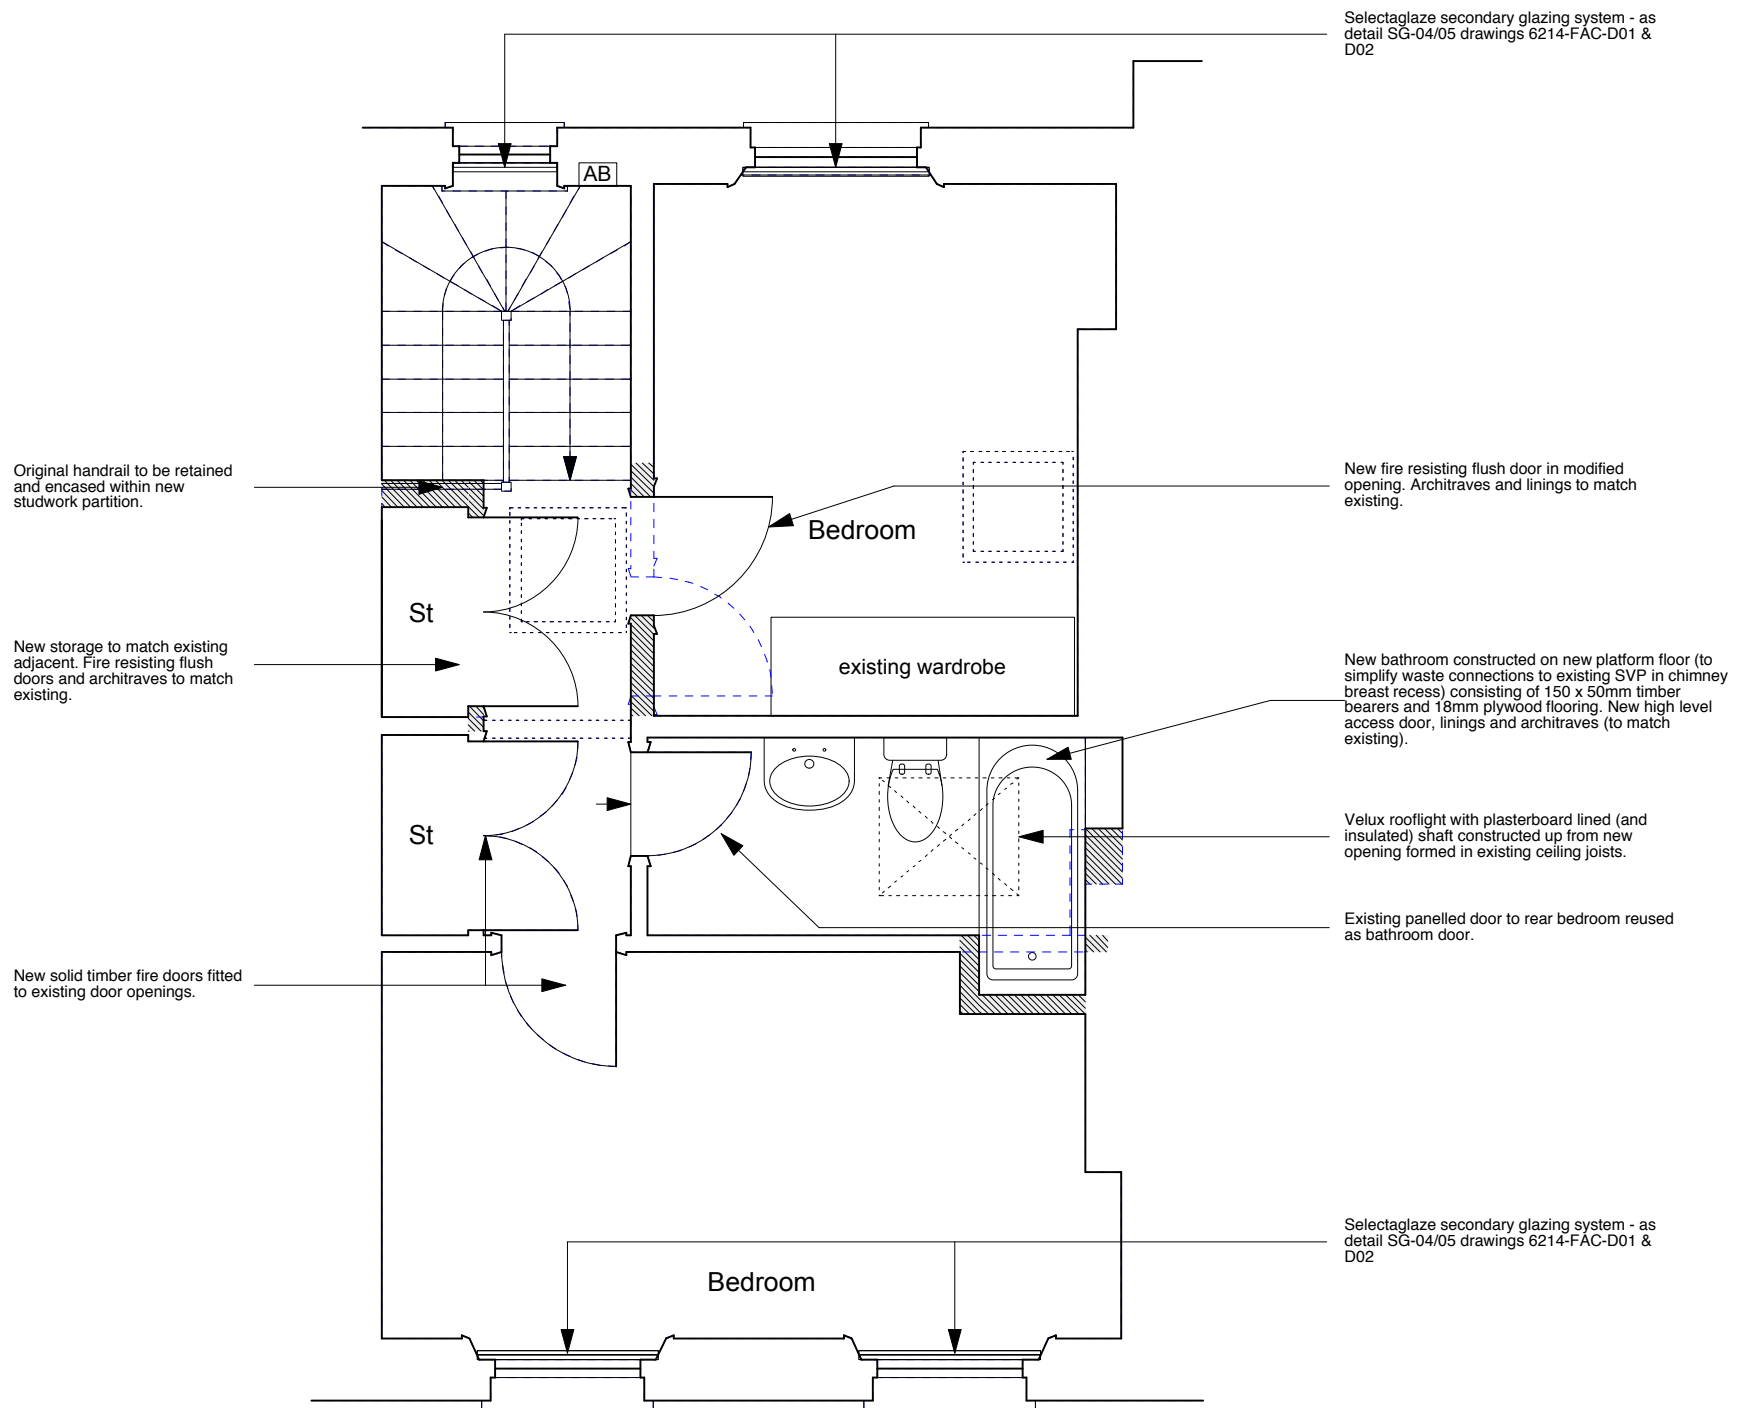 Selectaglaze secondary glazing system - as
detail SG-04/05 drawings 6214-FAC-D01 &
D02
AB
Original handrail to be retained
and encased within new
studwork partition.
New fire resisting flush door in modified
opening. Architraves and linings to match
existing.
Bedroom
St
New storage to match existing
adjacent. Fire resisting flush
doors and architraves to match
existing.
existing wardrobe
New bathroom constructed on new platform floor (to
simplify waste connections to existing SVP in chimney
breast recess) consisting of 150 x 50mm timber
bearers and 18mm plywood flooring. New high level
access door, linings and architraves (to match
existing).
St
Velux rooflight with plasterboard lined (and
insulated) shaft constructed up from new
opening formed in existing ceiling joists.
Existing panelled door to rear bedroom reused
as bathroom door.
New solid timber fire doors fitted
to existing door openings.
Selectaglaze secondary glazing system - as
detail SG-04/05 drawings 6214-FAC-D01 &
D02
Bedroom